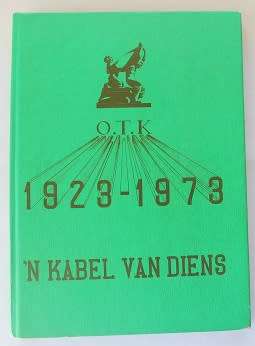 O.T.K
1923-1973
'N KABEL VAN DIENS